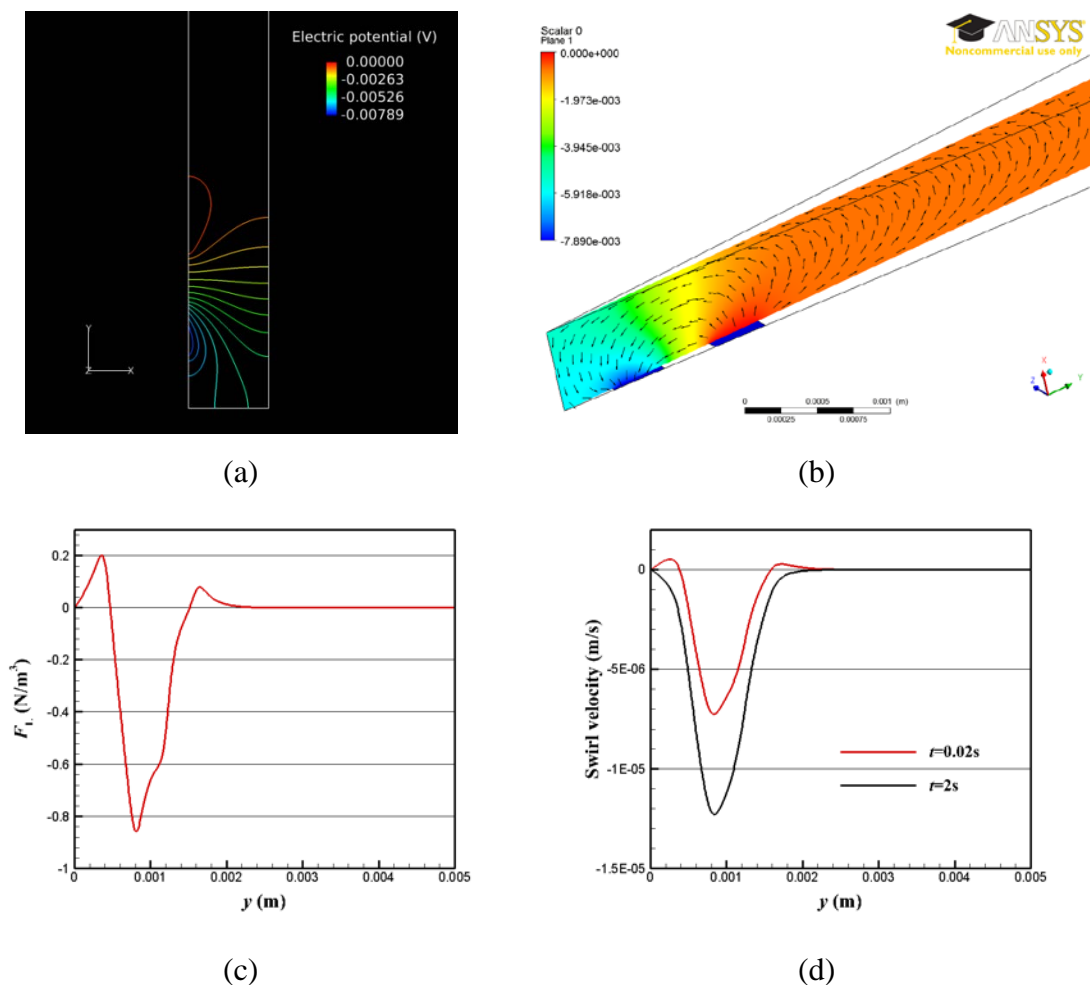 Electric potential (V)
0.00000
-0.00263
-0.00526
-0.00789
Y
Z X
(a)
Scalar 0
Plane 1
0.000e+000
-1.973e-003
-3.945e-003
-5.918e-003
-7.890e-003
ANSYS
Noncommercial use only
0 0.0005 0.001 (m)
0.00025 0.00075
X
Z Y
(b)
0.2
0
-0.2
-0.4
-0.6
-0.8
-1
0 0.001 0.002 0.003 0.004 0.005
y (m)
(c)
Swirl velocity (m/s)
0
-5E-06
-1E-05
-1.5E-05
t=0.02s
t=2s
0 0.001 0.002 0.003 0.004 0.005
y (m)
(d)